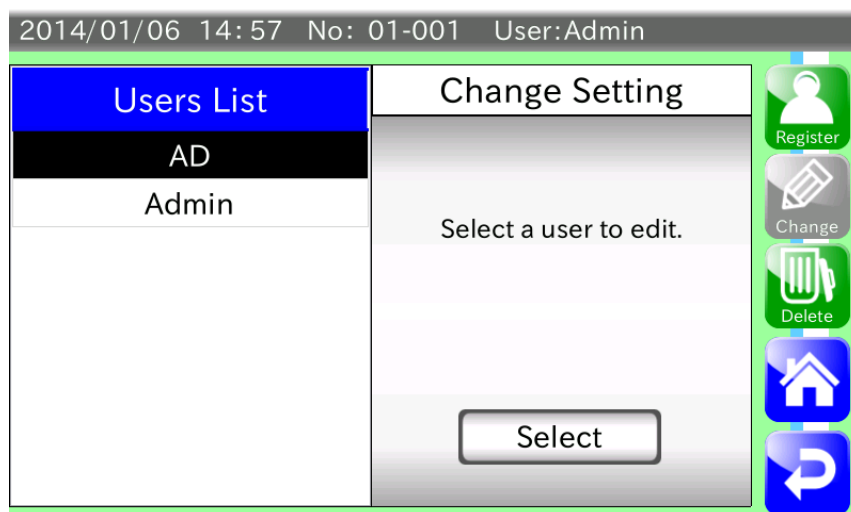 2014/01/06 14:57 No: 01-001 User:Admin
Users List
AD
Admin
Change Setting
Select a user to edit.
Select
Register
Change
Delete